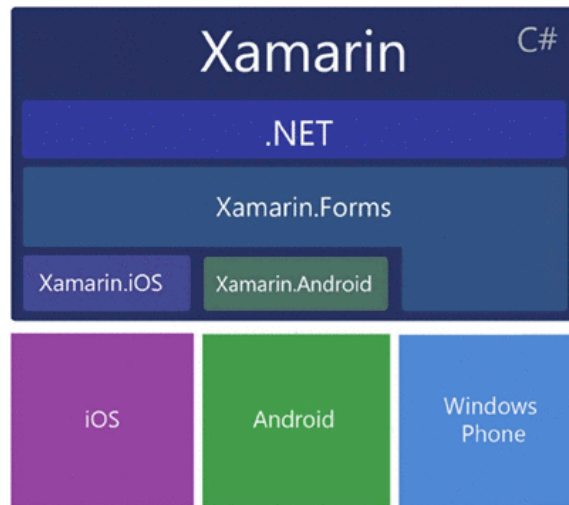 Xamarin
C#
.NET
Xamarin.Forms
Xamarin.iOS
Xamarin.Android
iOS
Android
Windows
Phone